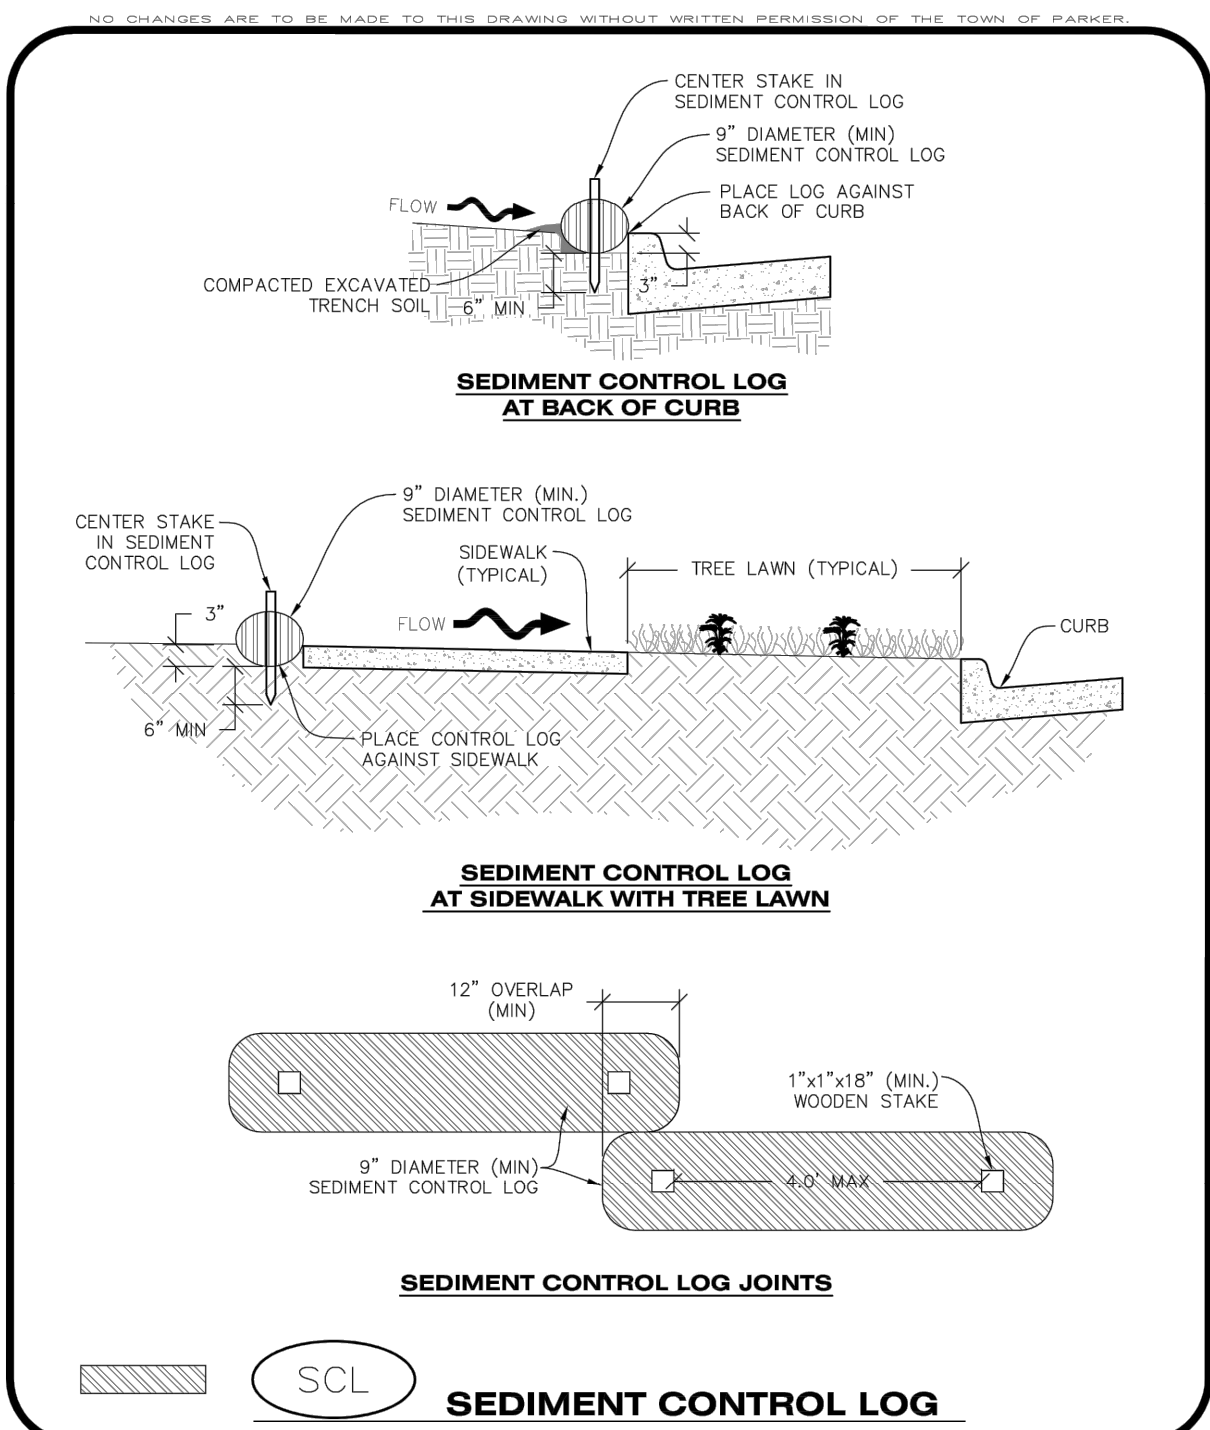 NO CHANGES ARE TO BE MADE TO THIS DRAWING WITHOUT WRITTEN PERMISSION OF THE TOWN OF PARKER.
CENTER STAKE IN
SEDIMENT CONTROL LOG
9" DIAMETER (MIN)
SEDIMENT CONTROL LOG
PLACE LOG AGAINST
BACK OF CURB
FLOW
COMPACTED EXCAVATED
TRENCH SOIL
6" MIN
3"
SEDIMENT CONTROL LOG
AT BACK OF CURB
9" DIAMETER (MIN.)
SEDIMENT CONTROL LOG
CENTER STAKE
IN SEDIMENT
CONTROL LOG
SIDEWALK
(TYPICAL)
TREE LAWN (TYPICAL)
3"
FLOW
CURB
6" MIN
PLACE CONTROL LOG
AGAINST SIDEWALK
SEDIMENT CONTROL LOG
AT SIDEWALK WITH TREE LAWN
12" OVERLAP
(MIN)
1"x1"x18" (MIN.)
WOODEN STAKE
9" DIAMETER (MIN)
SEDIMENT CONTROL LOG
4.0' MAX
SEDIMENT CONTROL LOG JOINTS
SCL
SEDIMENT CONTROL LOG